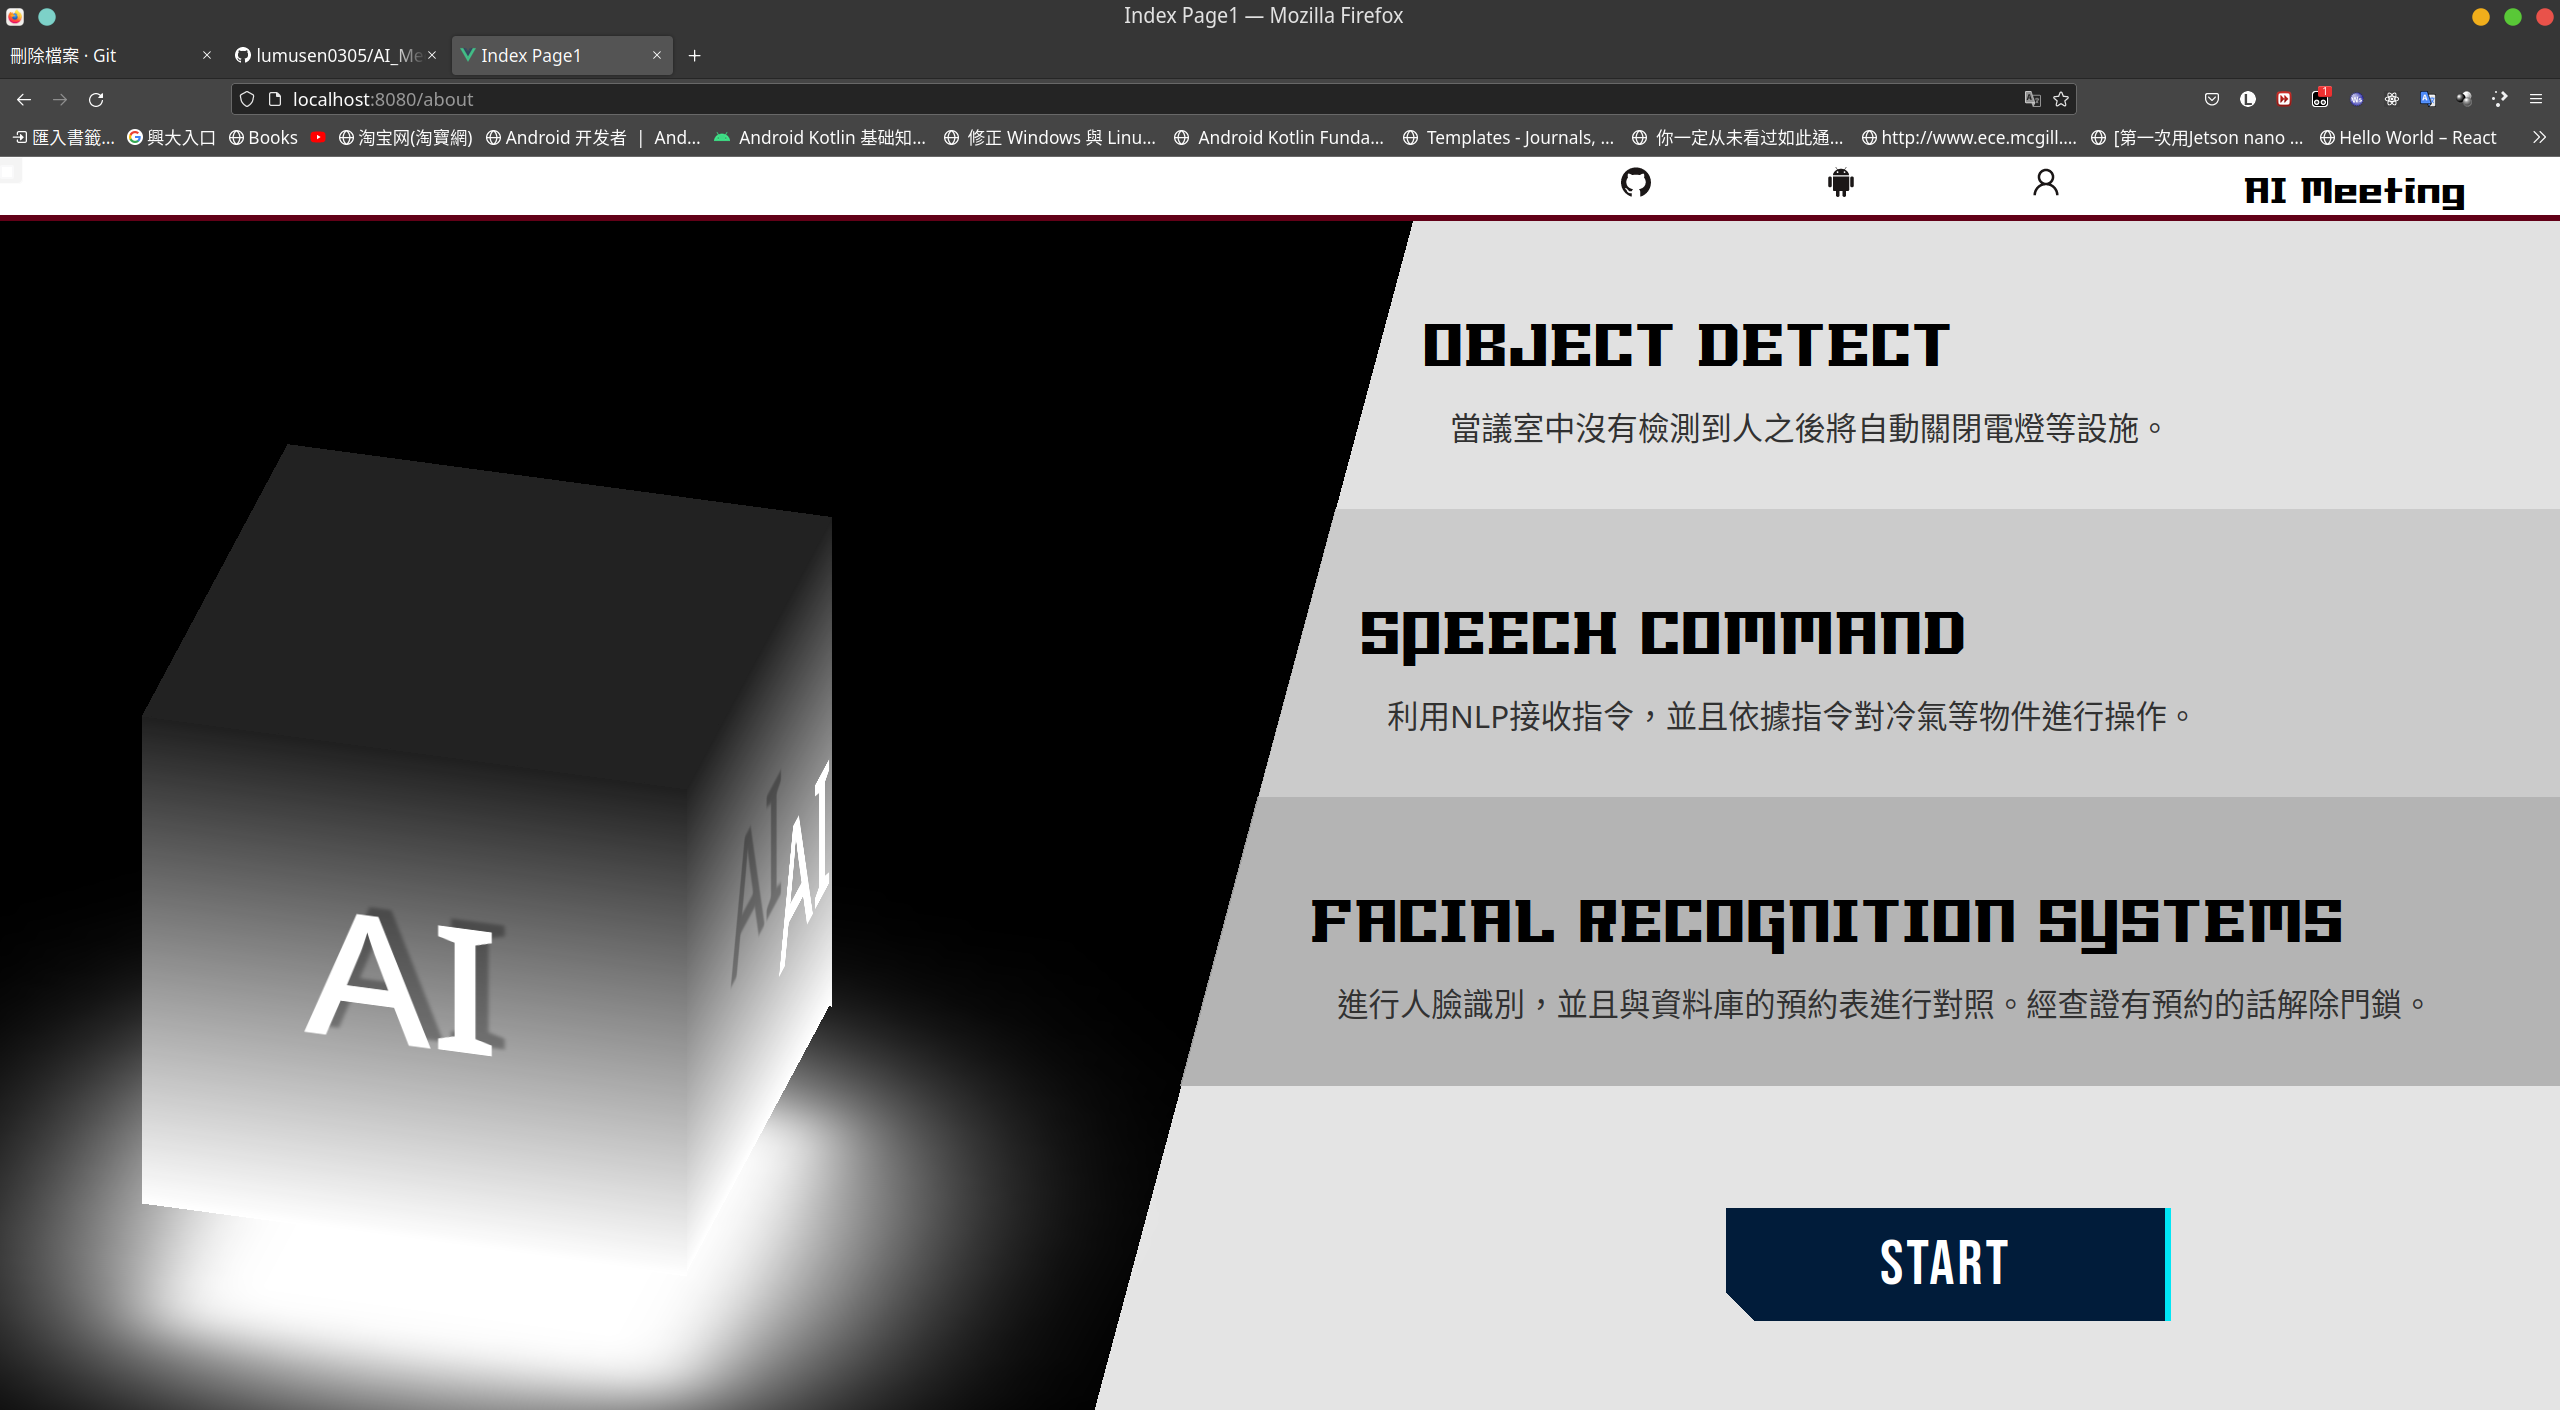 Index Page1 — Mozilla Firefox
刪除檔案 · Git
lumusen0305/AI_Me
Index Page1
localhost:8080/about
1
匯入書籤… 興大入口 Books 淘宝网(淘寶網) Android 开发者 | And… Android Kotlin 基础知… 修正 Windows 與 Linu… Android Kotlin Funda… Templates - Journals, … 你一定从未看过如此通… http://www.ece.mcgill.… [第一次用Jetson nano … Hello World – React
AI Meeting
OBJECT DETECT
當議室中沒有檢測到人之後將自動關閉電燈等設施。
SPEECH COMMAND
利用NLP接收指令，並且依據指令對冷氣等物件進行操作。
FACIAL RECOGNITION SYSTEMS
進行人臉識別，並且與資料庫的預約表進行對照。經查證有預約的話解除門鎖。
AI
AI
START